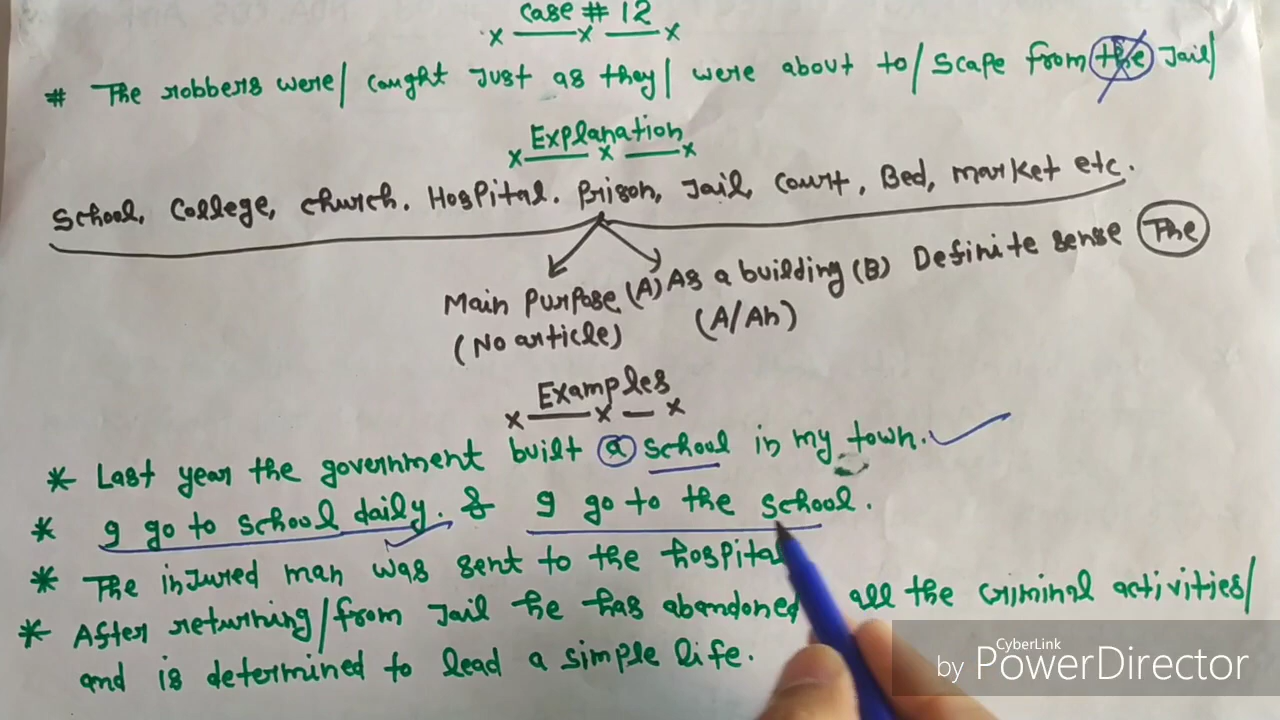 Case # 12
# The robbers were/ caught Just as they/ were about to/ Scape from the Jail/
Explanation
School, College, church, Hospital, Prison, Jail, Court, Bed, market etc.
Main Purpose (A) As a building (B) Definite sense The
(No article) (A/An)
Examples
* Last year the government built a school in my town.
* I go to school daily. & I go to the school.
* The injured man was sent to the hospital
* After returning/from Jail he has abandoned all the criminal activities/
and is determined to lead a simple life.
CyberLink
by PowerDirector